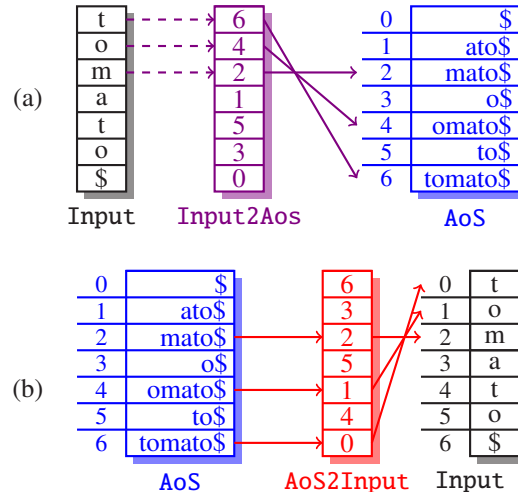 t 6 0 $
o 4 1 ato$
m 2 2 mato$
(a) a 1 3 o$
t 5 4 omato$
o 3 5 to$
$ 0 6 tomato$
Input Input2Aos AoS
0 $ 6 0 t
1 ato$ 3 1 o
2 mato$ 2 2 m
3 o$ 5 3 a
(b) 4 omato$ 1 4 t
5 to$ 4 5 o
6 tomato$ 0 6 $
AoS AoS2Input Input